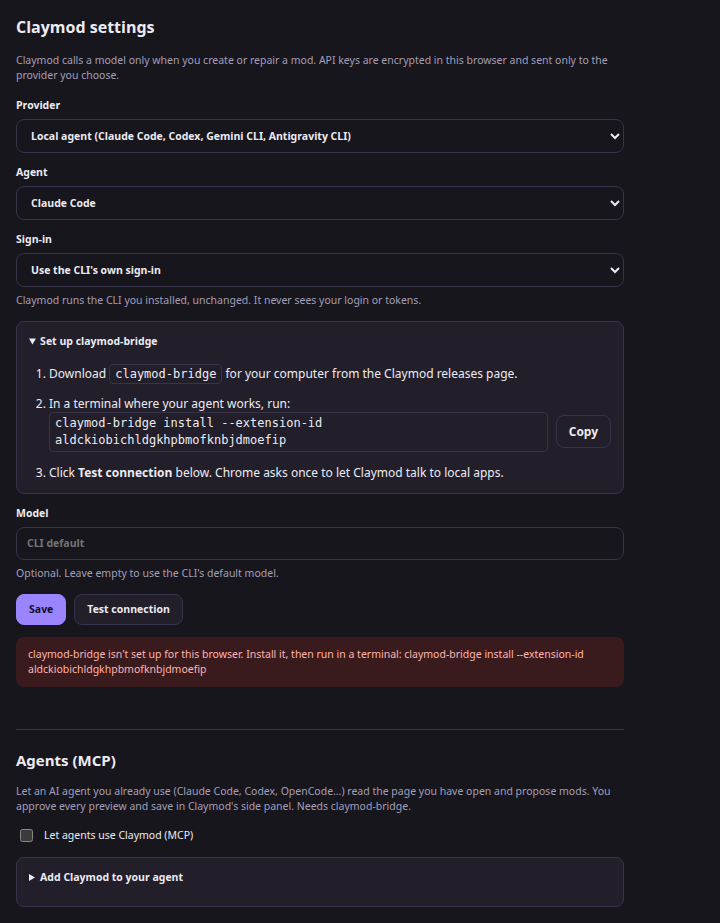 Claymod settings
Claymod calls a model only when you create or repair a mod. API keys are encrypted in this browser and sent only to the
provider you choose.
Provider
Local agent (Claude Code, Codex, Gemini CLI, Antigravity CLI)
Agent
Claude Code
Sign-in
Use the CLI's own sign-in
Claymod runs the CLI you installed, unchanged. It never sees your login or tokens.
▼ Set up claymod-bridge
1. Download claymod-bridge for your computer from the Claymod releases page.
2. In a terminal where your agent works, run:
claymod-bridge install --extension-id
aldckiobichldgkhpbmofknbjdmoefip
Copy
3. Click Test connection below. Chrome asks once to let Claymod talk to local apps.
Model
CLI default
Optional. Leave empty to use the CLI's default model.
Save
Test connection
claymod-bridge isn't set up for this browser. Install it, then run in a terminal: claymod-bridge install --extension-id
aldckiobichldgkhpbmofknbjdmoefip
Agents (MCP)
Let an AI agent you already use (Claude Code, Codex, OpenCode...) read the page you have open and propose mods. You
approve every preview and save in Claymod's side panel. Needs claymod-bridge.
Let agents use Claymod (MCP)
▶ Add Claymod to your agent